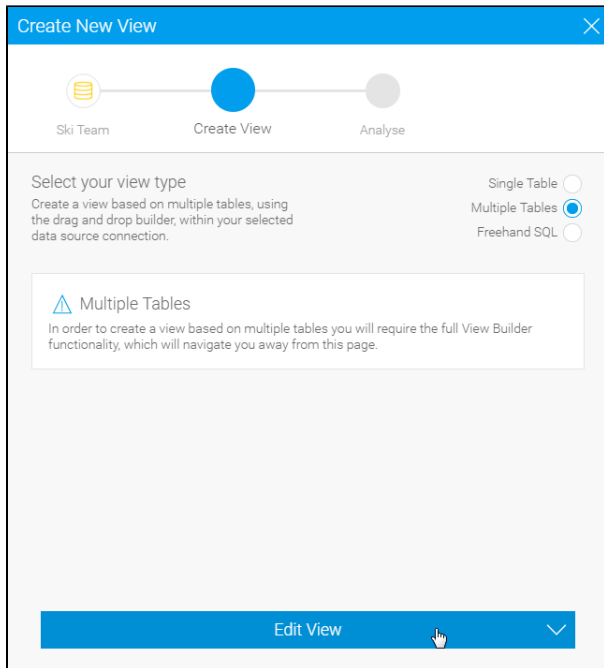 Create New View
Ski Team
Create View
Analyse
Select your view type
Create a view based on multiple tables, using
the drag and drop builder, within your selected
data source connection.
Single Table
Multiple Tables
Freehand SQL
Multiple Tables
In order to create a view based on multiple tables you will require the full View Builder
functionality, which will navigate you away from this page.
Edit View